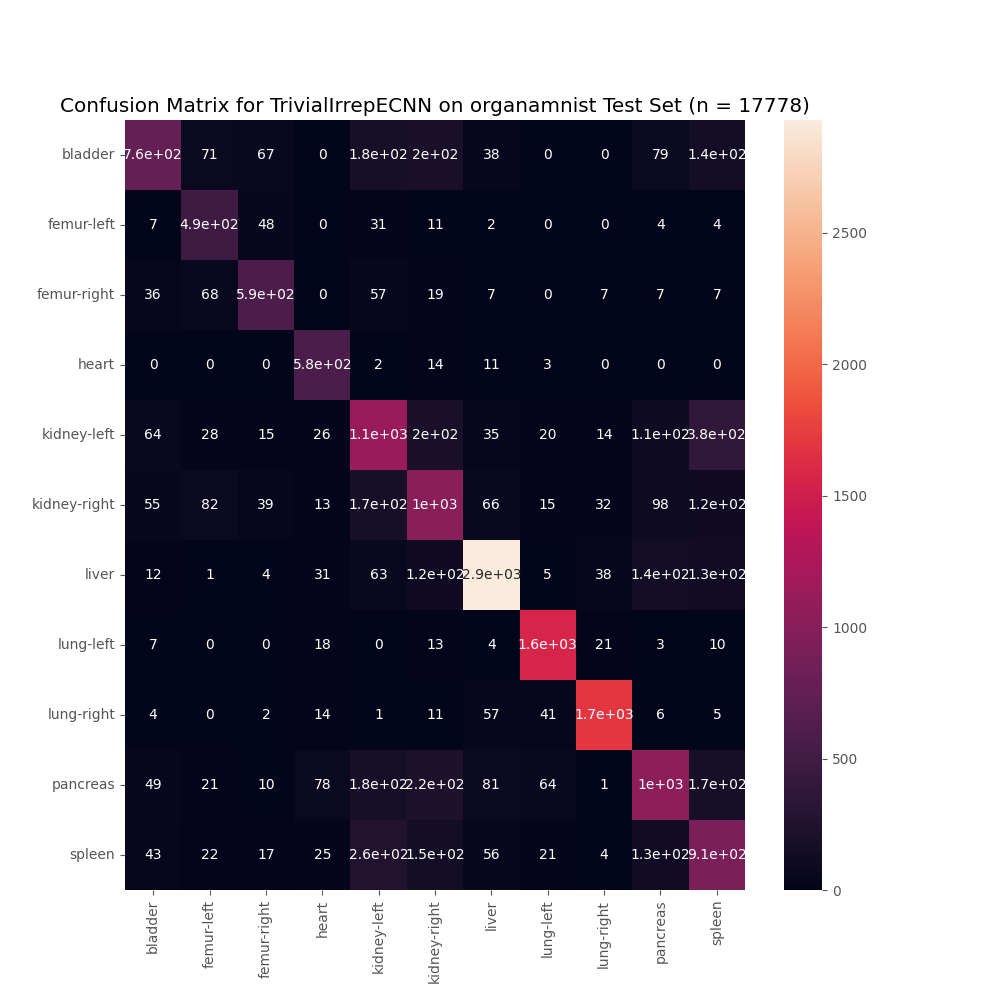 Confusion Matrix for TrivialIrrepECNN on organamnist Test Set (n = 17778)
bladder 7.6e+02 71 67 0 1.8e+02 2e+02 38 0 0 79 1.4e+02
femur-left 7 4.9e+02 48 0 31 11 2 0 0 4 4
2500
femur-right 36 68 5.9e+02 0 57 19 7 0 7 7 7
heart 0 0 0 5.8e+02 2 14 11 3 0 0 0
2000
kidney-left 64 28 15 26 1.1e+03 2e+02 35 20 14 1.1e+02 3.8e+02
1500
kidney-right 55 82 39 13 1.7e+02 1e+03 66 15 32 98 1.2e+02
liver 12 1 4 31 63 1.2e+02 2.9e+03 5 38 1.4e+02 1.3e+02
1000
lung-left 7 0 0 18 0 13 4 1.6e+03 21 3 10
lung-right 4 0 2 14 1 11 57 41 1.7e+03 6 5
500
pancreas 49 21 10 78 1.8e+02 2.2e+02 81 64 1 1e+03 1.7e+02
spleen 43 22 17 25 2.6e+02 1.5e+02 56 21 4 1.3e+02 9.1e+02
0
bladder
femur-left
femur-right
heart
kidney-left
kidney-right
liver
lung-left
lung-right
pancreas
spleen